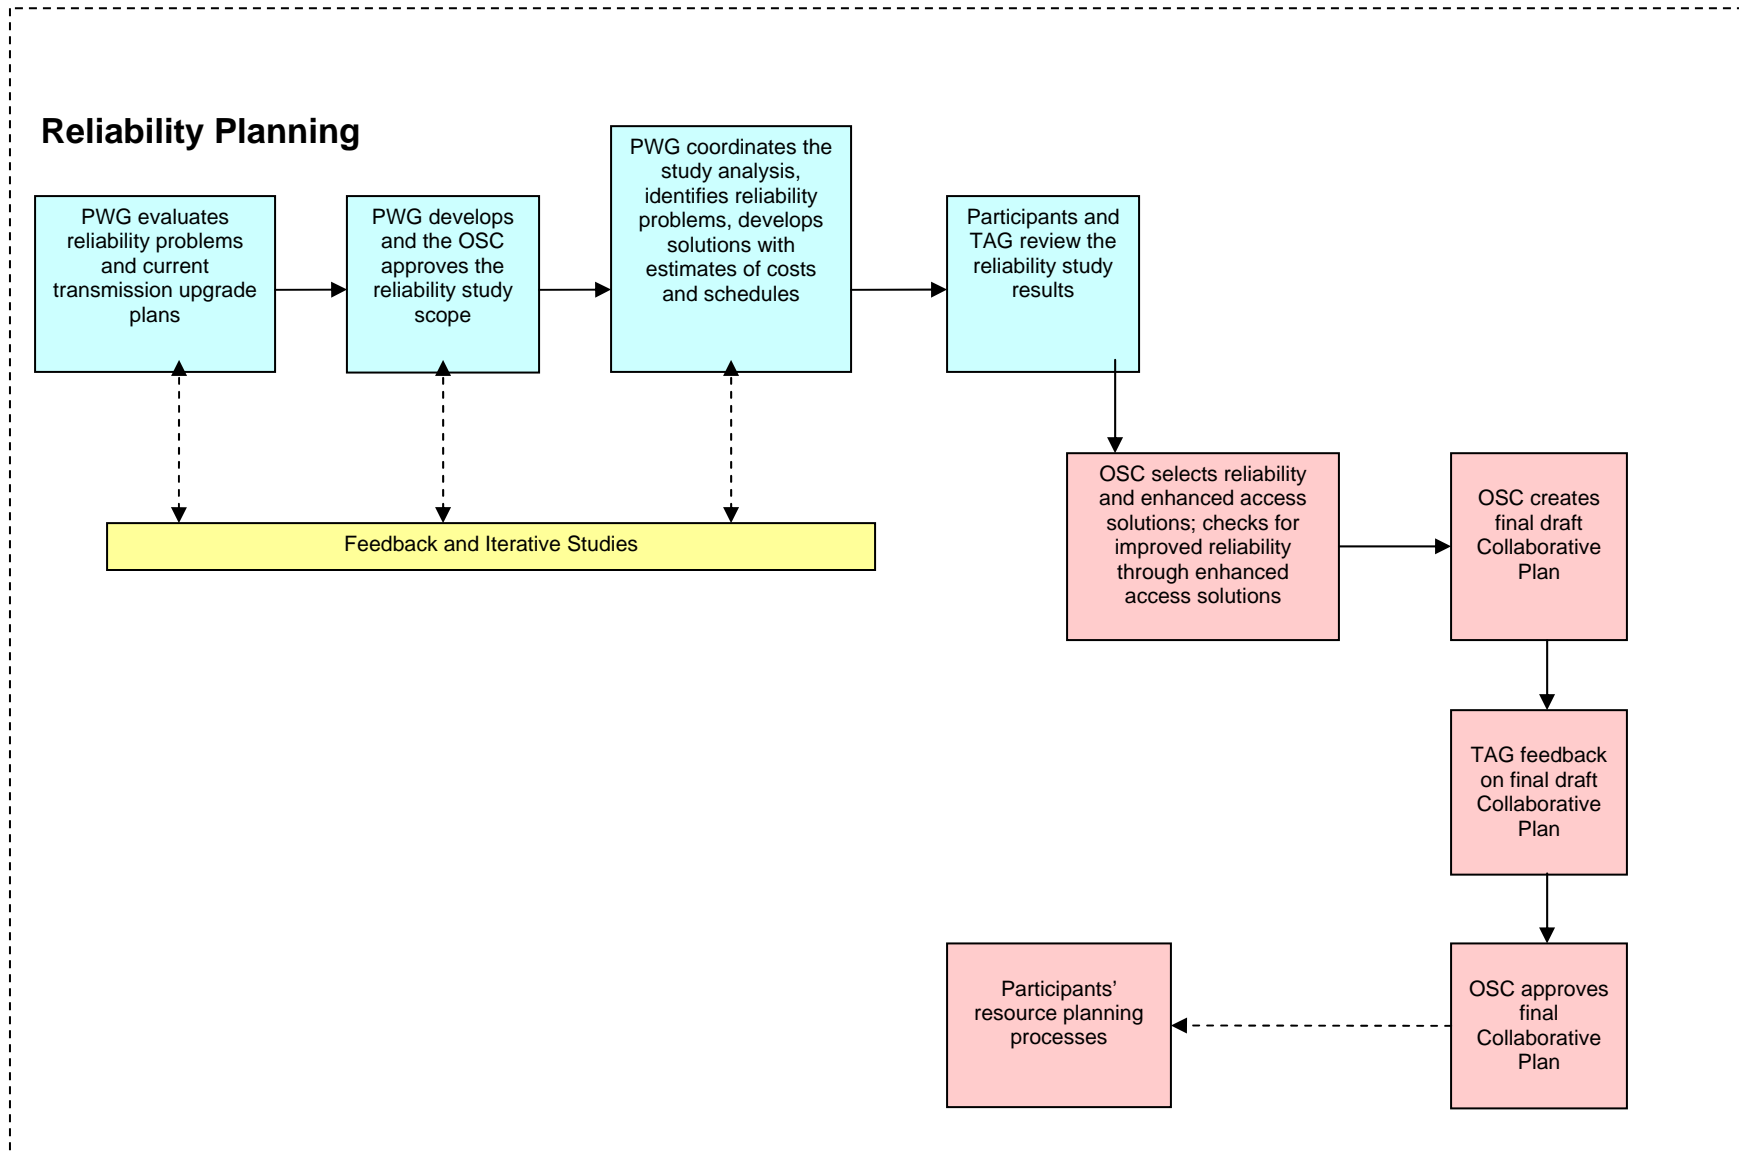 Reliability Planning
PWG evaluates
reliability problems
and current
transmission upgrade
plans
PWG develops
and the OSC
approves the
reliability study
scope
PWG coordinates the
study analysis,
identifies reliability
problems, develops
solutions with
estimates of costs
and schedules
Participants and
TAG review the
reliability study
results
Feedback and Iterative Studies
OSC selects reliability
and enhanced access
solutions; checks for
improved reliability
through enhanced
access solutions
OSC creates
final draft
Collaborative
Plan
TAG feedback
on final draft
Collaborative
Plan
OSC approves
final
Collaborative
Plan
Participants’
resource planning
processes